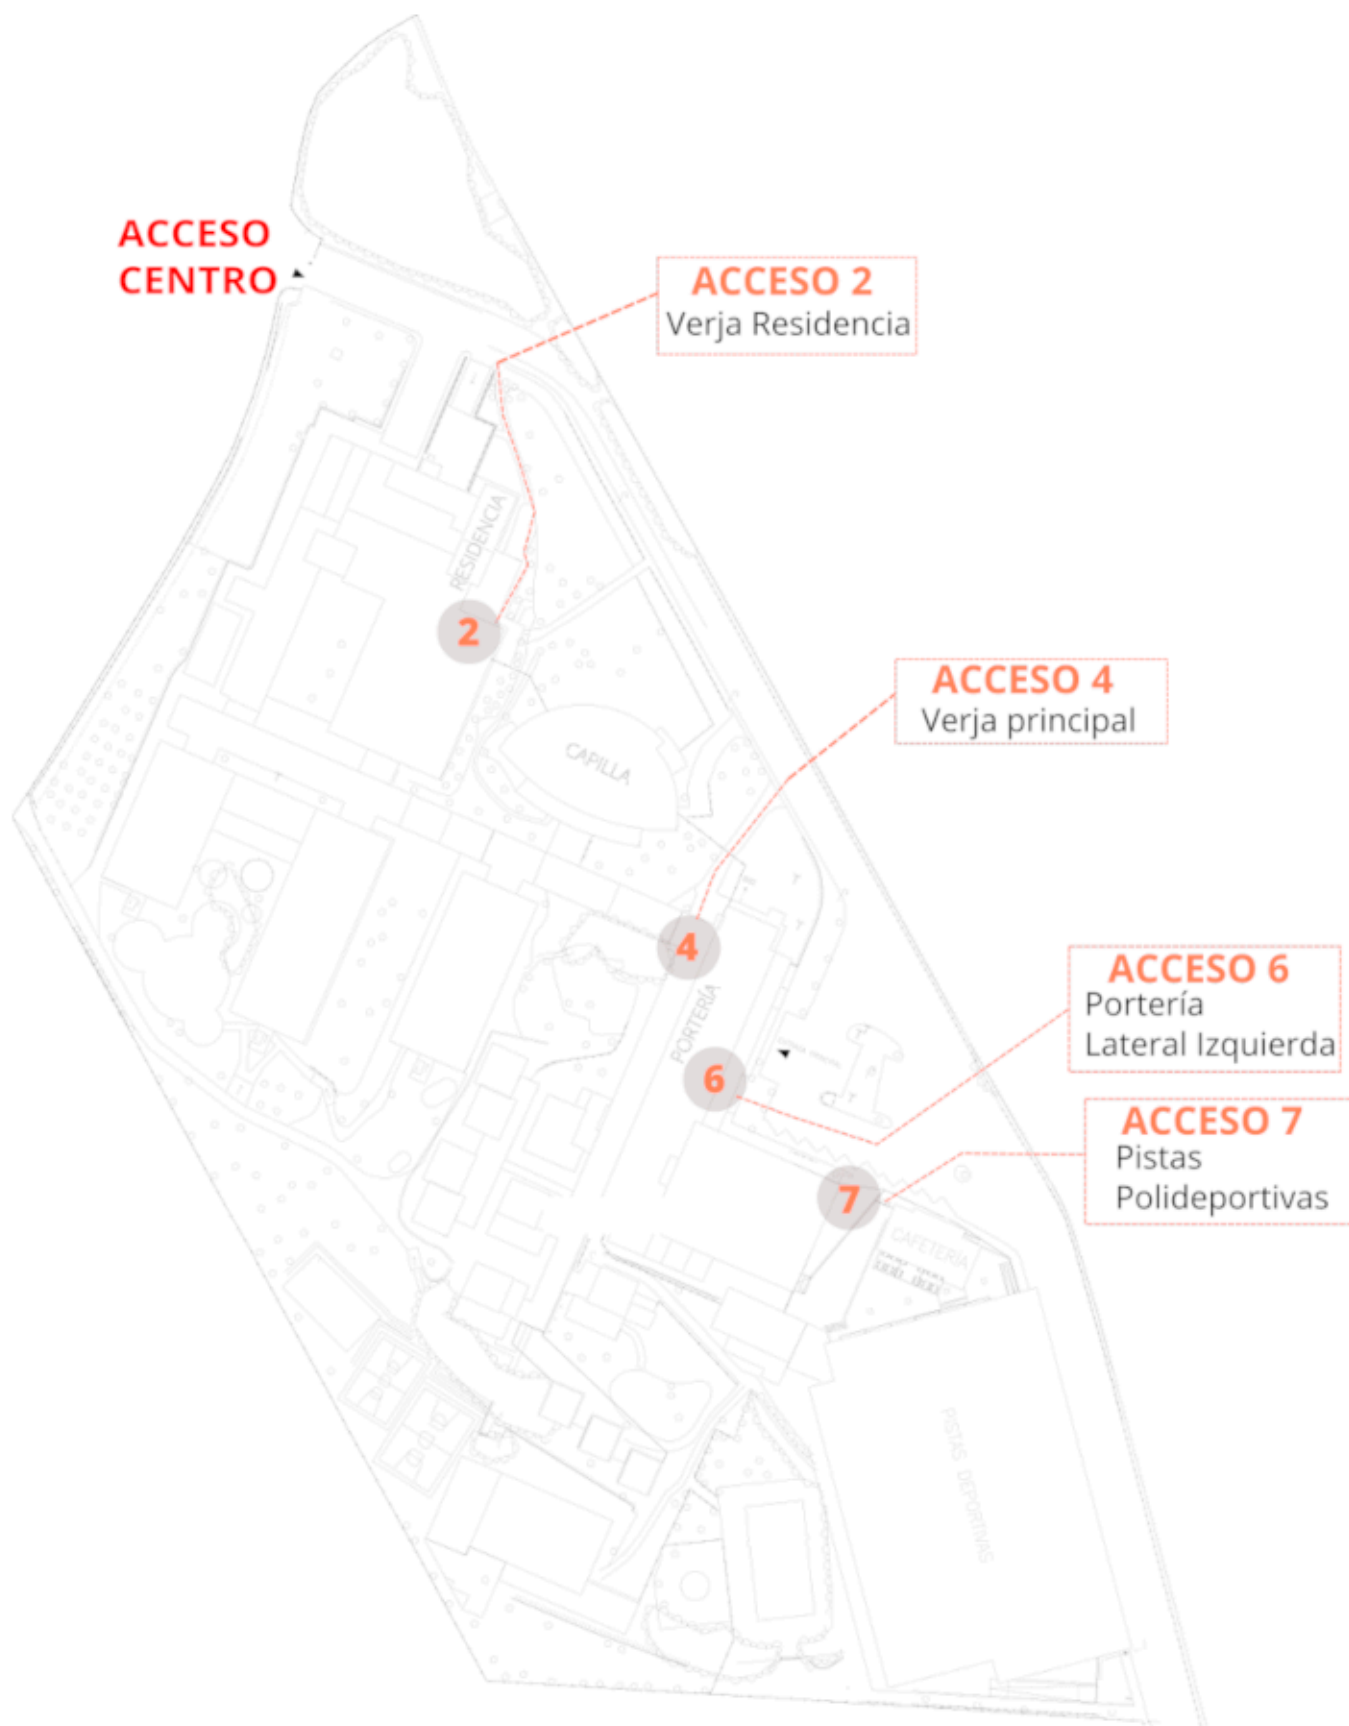 ACCESO
CENTRO
ACCESO 2
Verja Residencia
RESIDENCIA
2
ACCESO 4
Verja principal
CAPILLA
4
PORTERÍA
ACCESO 6
Portería
Lateral Izquierda
6
ACCESO 7
Pistas
Polideportivas
7
CAFETERÍA
PISTAS DEPORTIVAS